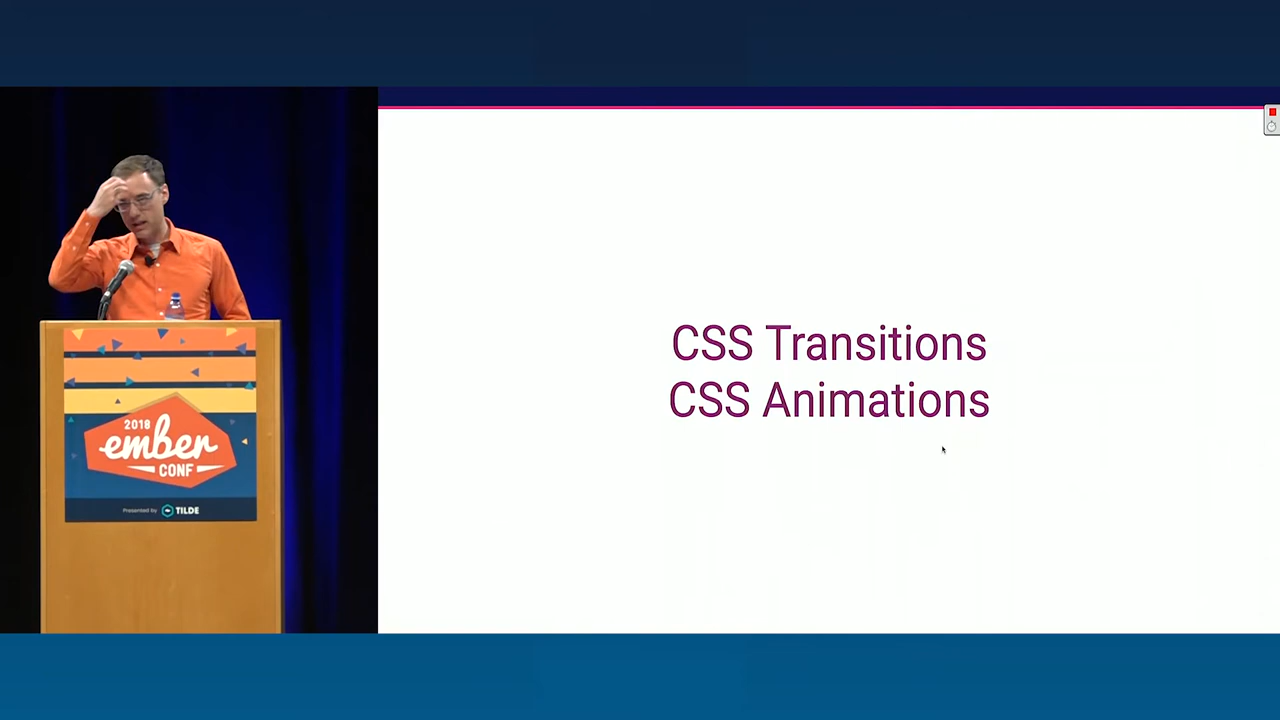 CSS Transitions
CSS Animations
2018
ember
CONF
Presented by TILDE